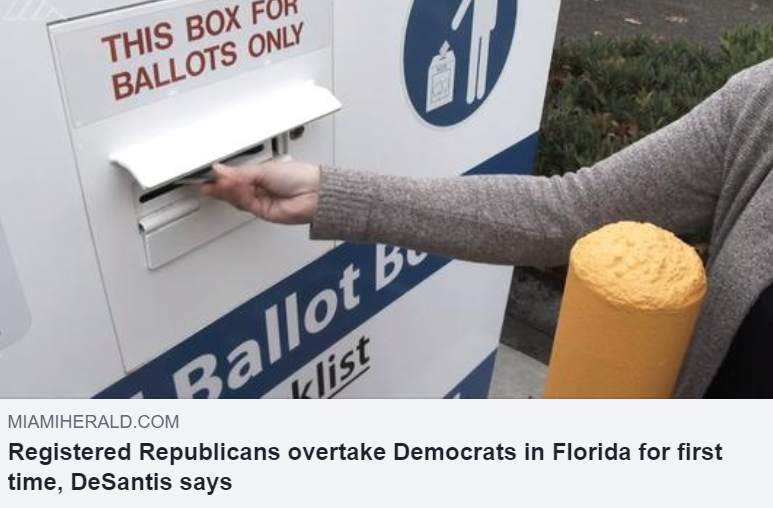 THIS BOX FOR
BALLOTS ONLY
Ballot
klist
MIAMIHERALD.COM
Registered Republicans overtake Democrats in Florida for first
time, DeSantis says